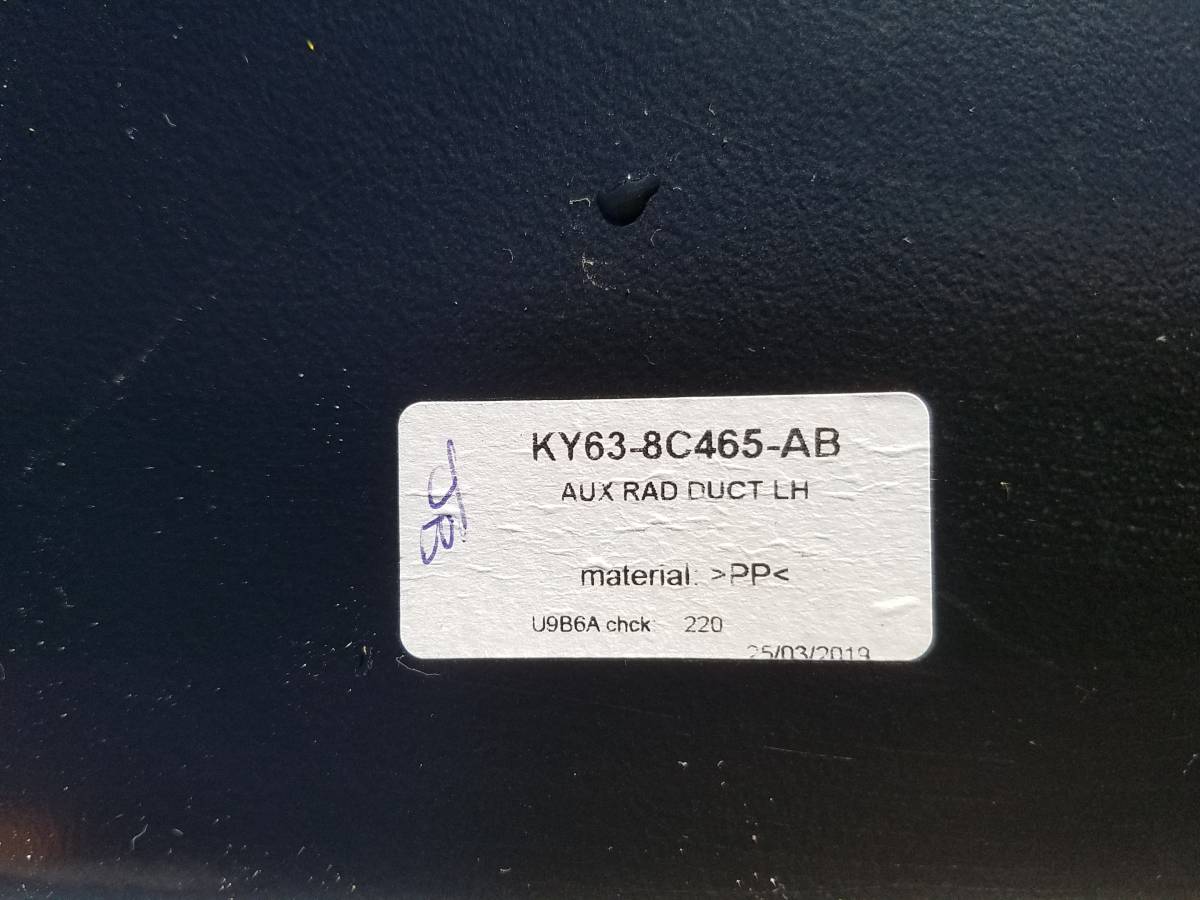 KY63-8C465-AB
AUX RAD DUCT LH
material: >PP<
U9B6A chck: 220
25/03/2019